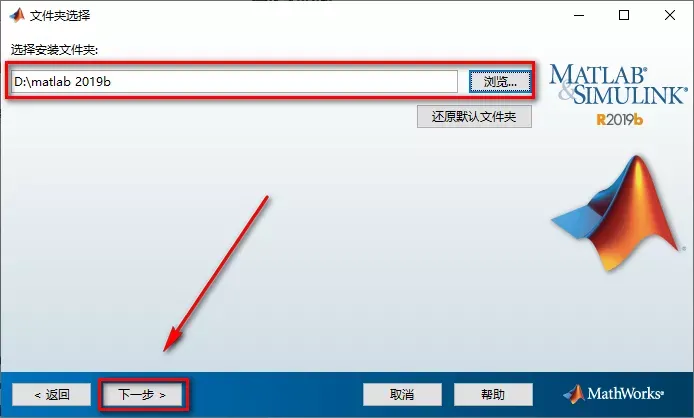 文件夹选择
选择安装文件夹:
D:\matlab 2019b
浏览...
还原默认文件夹
MATLAB®
&SIMULINK®
R2019b
< 返回
下一步 >
取消
帮助
MathWorks®